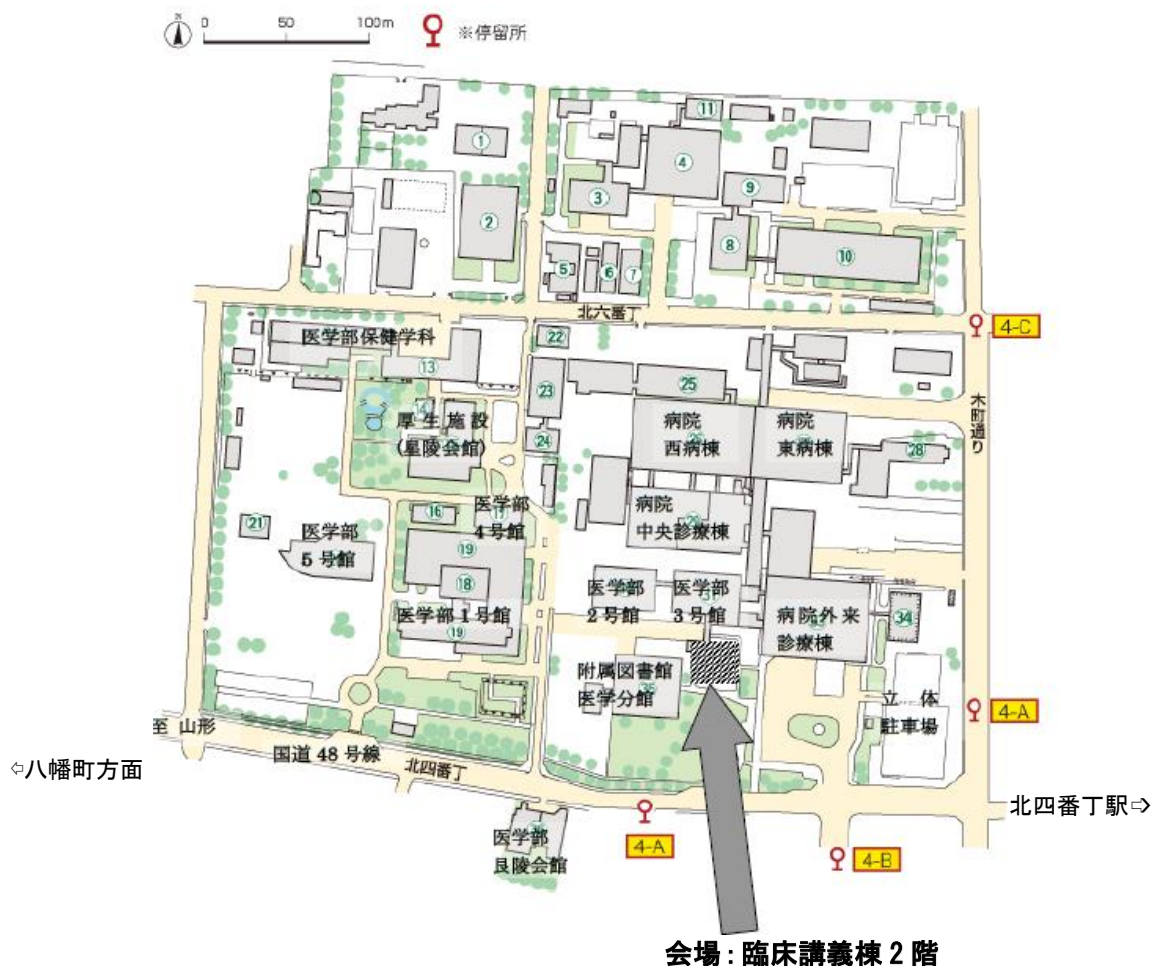 N
0 50 100m
※停留所
11
1
4
3
9
2
8
5
6
7
10
北六番丁
4-C
医学部保健学科
22
13
23
25
木町通り
14
厚生施設
(星陵会館)
病院
西病棟
病院
東病棟
24
28
医学部
4号館
17
16
病院
中央診療棟
29
21
医学部
5号館
19
18
医学部
2号館
医学部
3号館
31
医学部1号館
19
病院外来
診療棟
34
附属図書館
医学分館
立体
駐車場
4-A
至 山形
国道48号線
北四番丁
⇦八幡町方面
北四番丁駅⇨
医学部
艮陵会館
4-A
4-B
会場:臨床講義棟2階